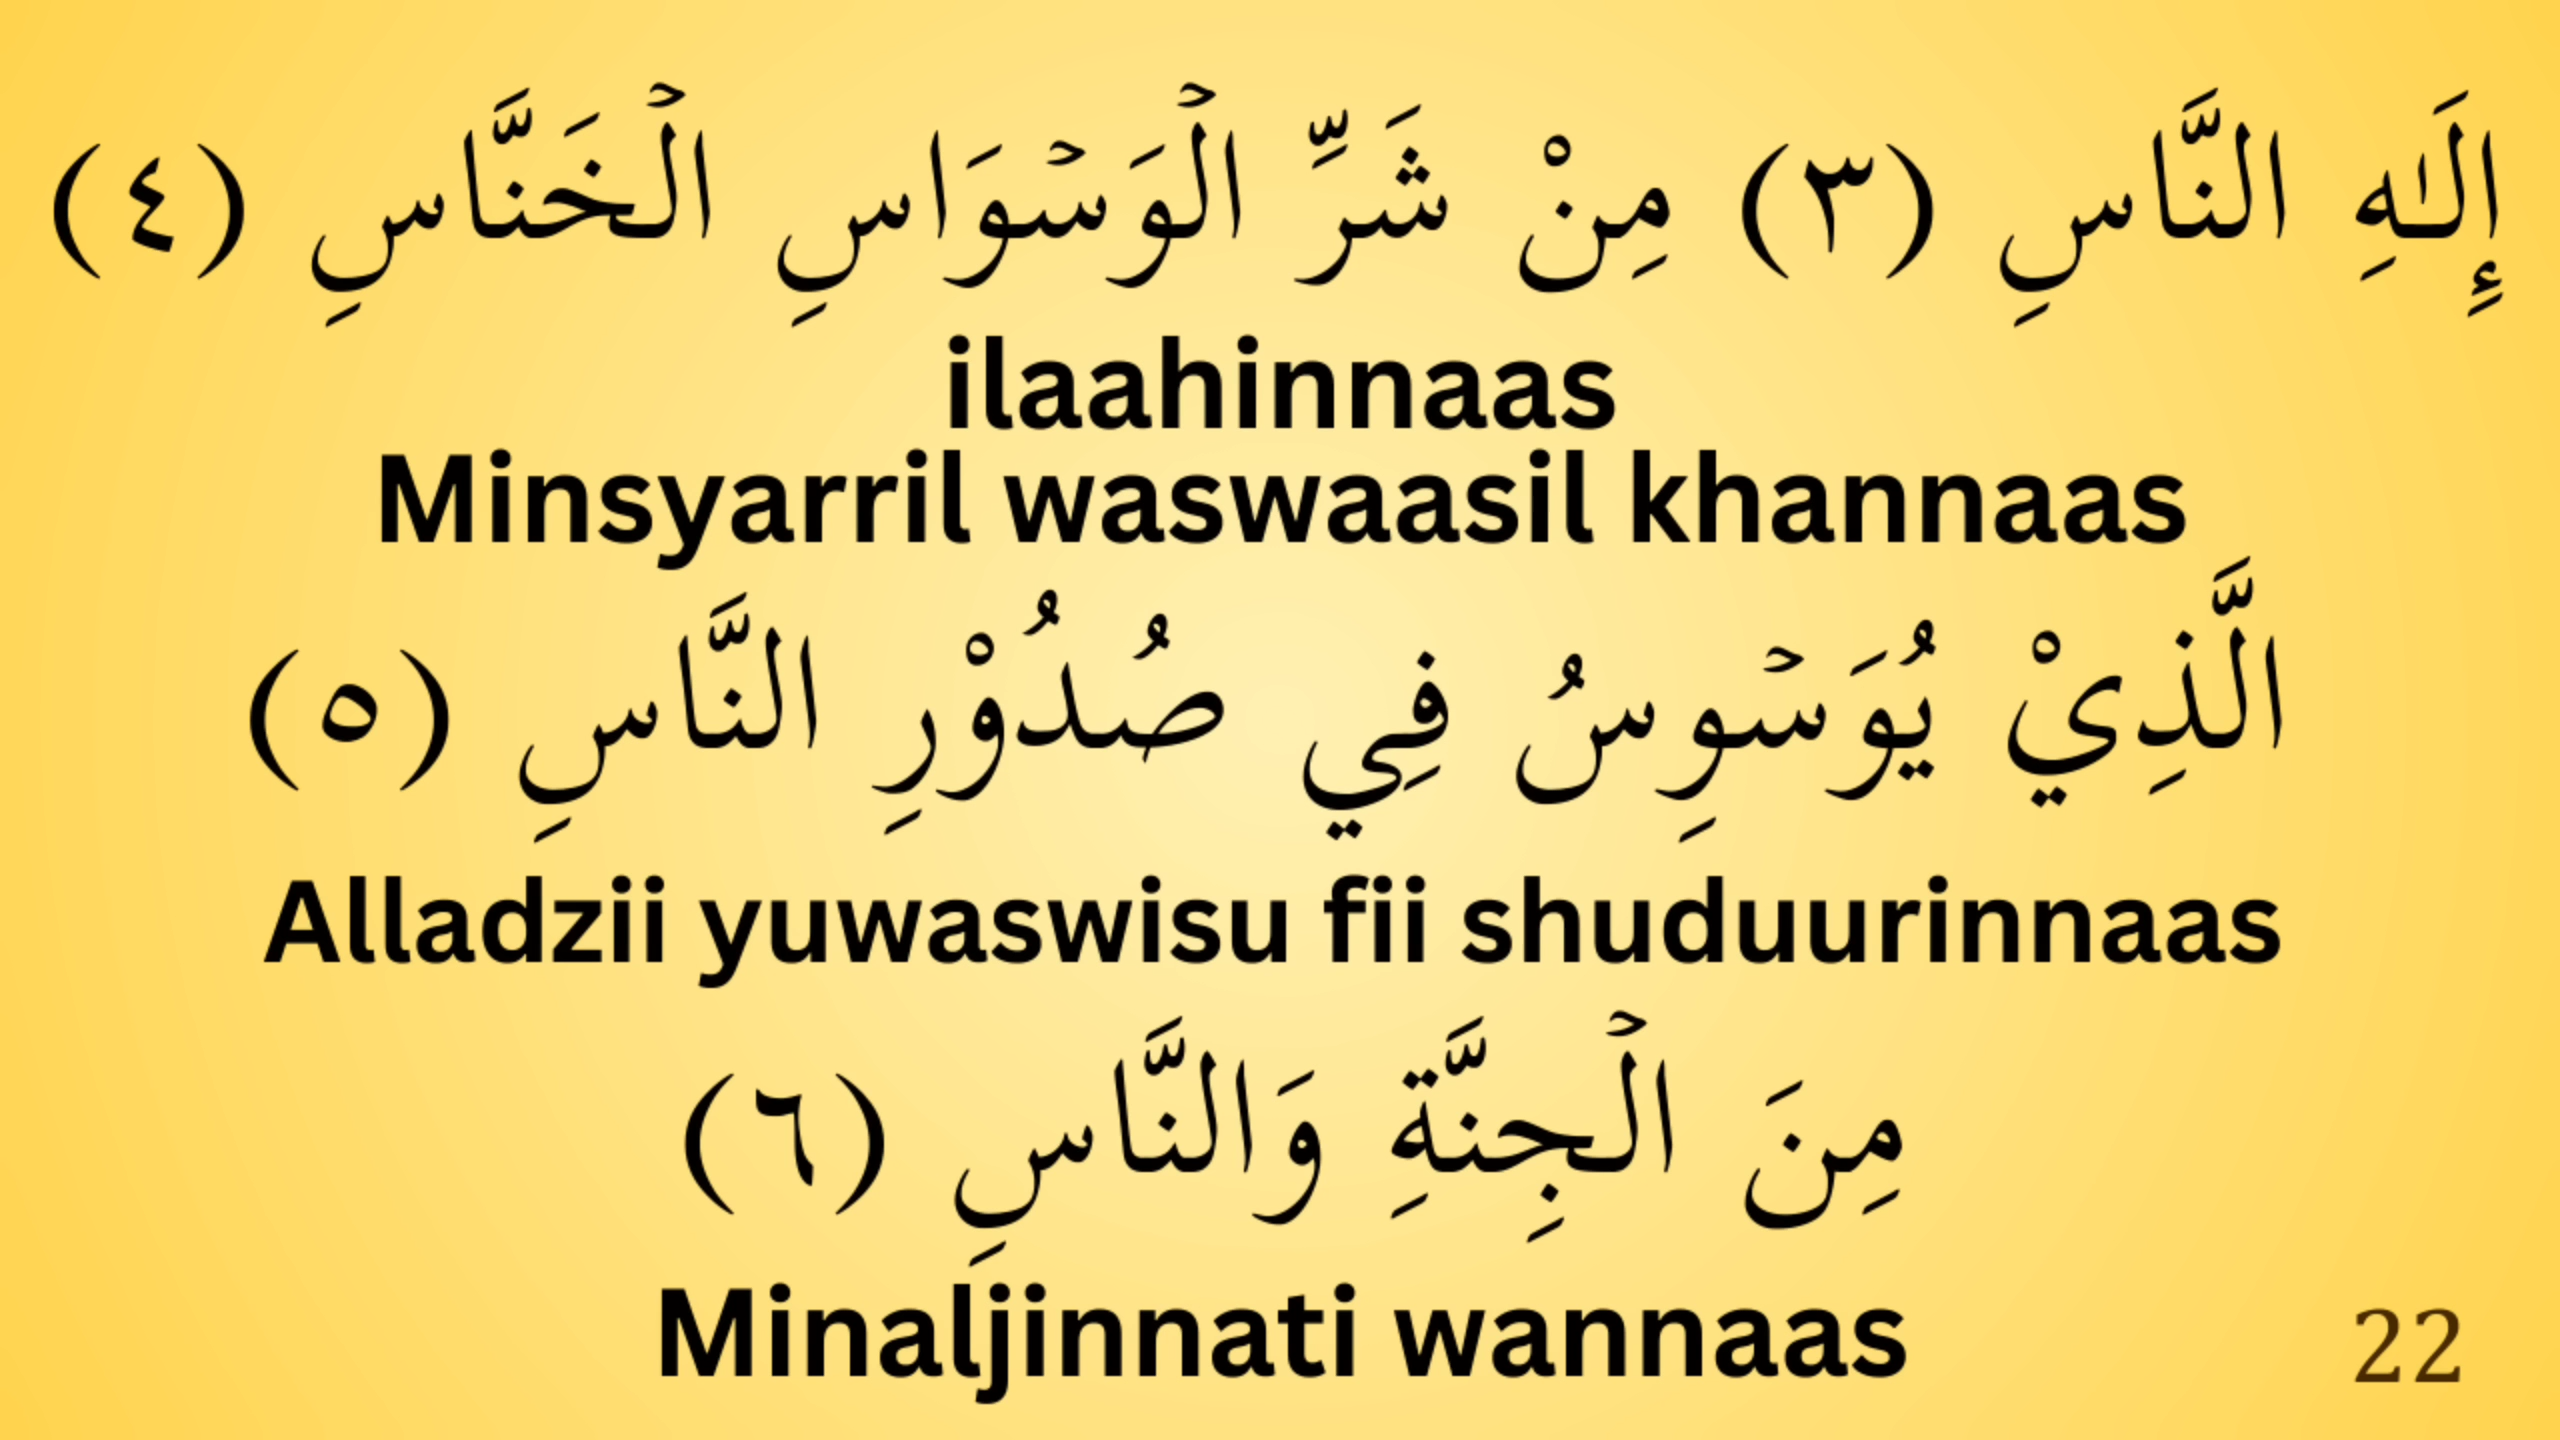 إِلَـٰهِ النَّاسِ (٣) مِنْ شَرِّ الْوَسْوَاسِ الْخَنَّاسِ (٤)
ilaahinnaas
Minsyarril waswaasil khannaas
الَّذِيْ يُوَسْوِسُ فِي صُدُوْرِ النَّاسِ (٥)
Alladzii yuwaswisu fii shuduurinnaas
مِنَ الْجِنَّةِ وَالنَّاسِ (٦)
Minaljinnati wannaas
22